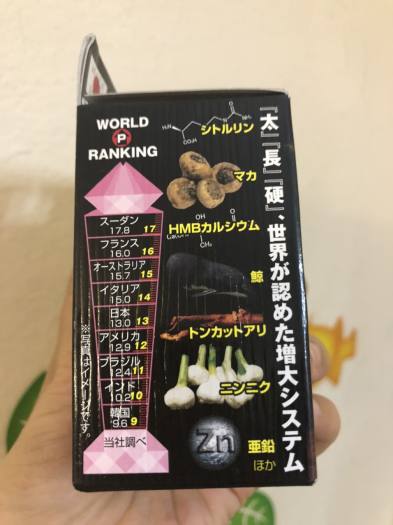 WORLD
P
RANKING
スーダン
17.8 17
フランス
16.0 16
オーストラリア
15.7 15
イタリア
15.0 14
日本
13.0 13
アメリカ
12.9 12
ブラジル
12.4 11
インド
10.2 10
韓国
9.6 9
当社調べ
※写真はイメージです。
H₂N
CO₂H
O
NH₂
シトルリン
マカ
OH
O
HMBカルシウム
CH₃
鯨
トンカットアリ
ニンニク
Zn
亜鉛
ほか
『太』『長』『硬』、世界が認めた増大システム